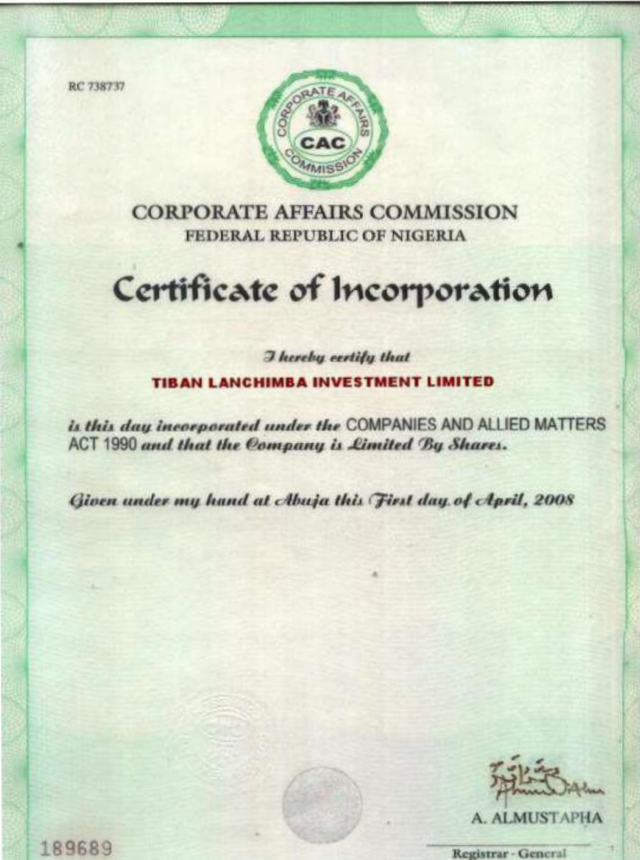 RC 738737
CORPORATE AFFAIRS
CAC
COMMISSION
CORPORATE AFFAIRS COMMISSION
FEDERAL REPUBLIC OF NIGERIA
Certificate of Incorporation
I hereby certify that
TIBAN LANCHIMBA INVESTMENT LIMITED
is this day incorporated under the COMPANIES AND ALLIED MATTERS
ACT 1990 and that the Company is Limited By Shares.
Given under my hand at Abuja this First day of April, 2008
A. ALMUSTAPHA
189689
Registrar - General